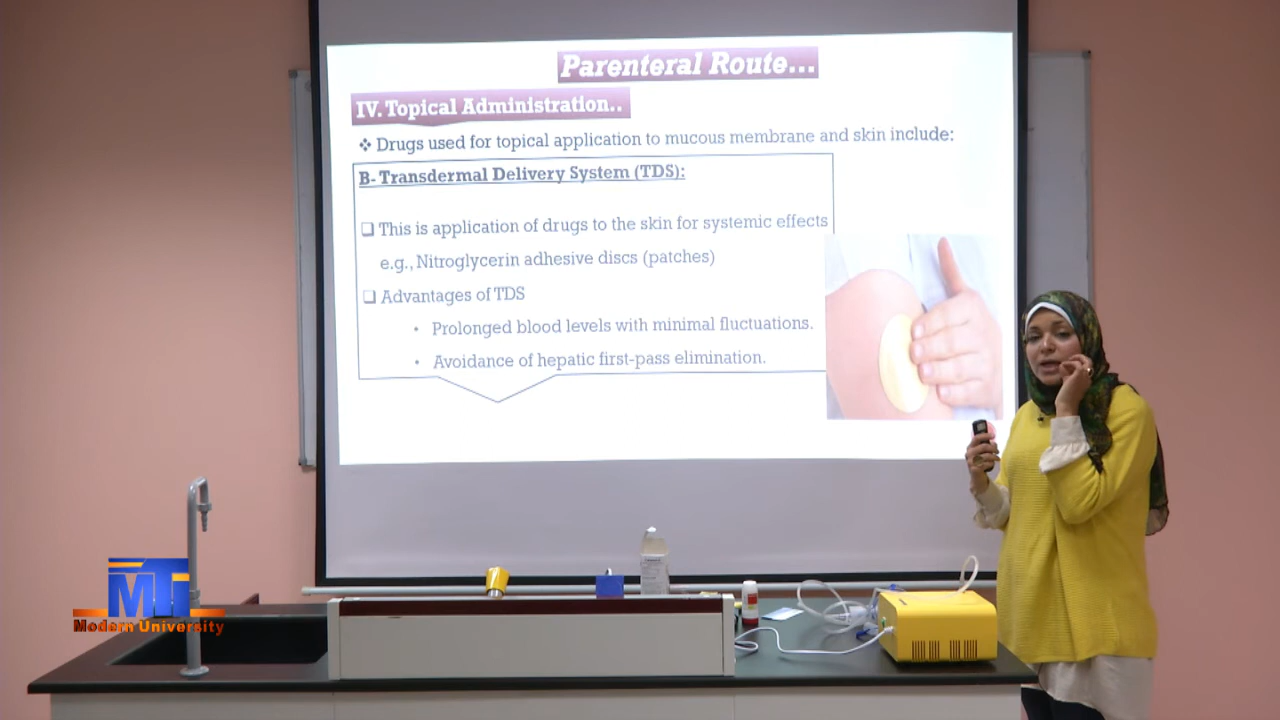 Parenteral Route...
IV. Topical Administration..
❖ Drugs used for topical application to mucous membrane and skin include:
B- Transdermal Delivery System (TDS):
❑ This is application of drugs to the skin for systemic effects
e.g., Nitroglycerin adhesive discs (patches)
❑ Advantages of TDS
• Prolonged blood levels with minimal fluctuations.
• Avoidance of hepatic first-pass elimination.
MTI
Modern University